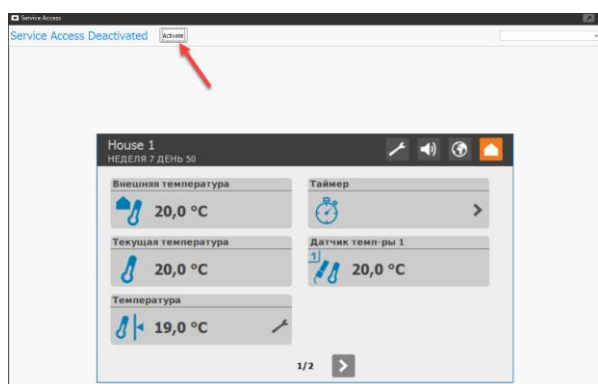 Service Access
Service Access Deactivated Activate
House 1
НЕДЕЛЯ 7 ДЕНЬ 50
Внешняя температура
20,0 °C
Таймер
Текущая температура
20,0 °C
Датчик темп-ры 1
1
20,0 °C
Температура
19,0 °C
1/2